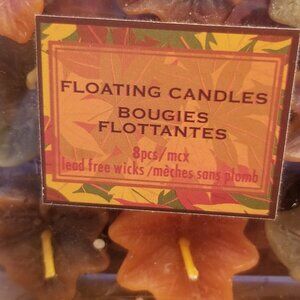 FLOATING CANDLES
BOUGIES
FLOTTANTES
8pcs/mcx
lead free wicks/mèches sans plomb